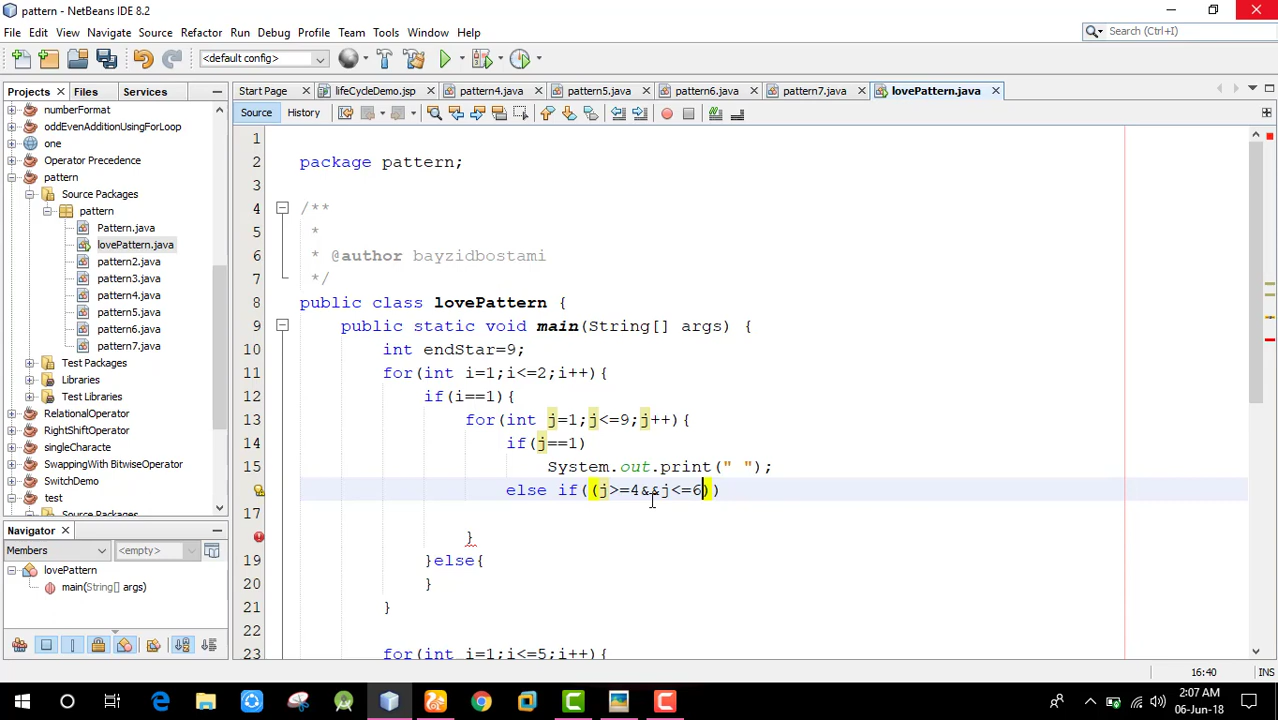 pattern - NetBeans IDE 8.2
File Edit View Navigate Source Refactor Run Debug Profile Team Tools Window Help
Search (Ctrl+I)
<default config>
Projects Files Services
Start Page lifeCycleDemo.jsp pattern4.java pattern5.java pattern6.java pattern7.java lovePattern.java
Source History
numberFormat
oddEvenAdditionUsingForLoop
one
Operator Precedence
pattern
Source Packages
pattern
Pattern.java
lovePattern.java
pattern2.java
pattern3.java
pattern4.java
pattern5.java
pattern6.java
pattern7.java
Test Packages
Libraries
Test Libraries
RelationalOperator
RightShiftOperator
singleCharacte
SwappingWith BitwiseOperator
SwitchDemo
test
Source Packages
Navigator
Members <empty>
lovePattern
main(String[] args)
1
2 package pattern;
3
4 /**
5 *
6 * @author bayzidbostami
7 */
8 public class lovePattern {
9 public static void main(String[] args) {
10 int endStar=9;
11 for(int i=1;i<=2;i++){
12 if(i==1){
13 for(int j=1;j<=9;j++){
14 if(j==1)
15 System.out.print(" ");
else if((j>=4&&j<=6))
17
}
19 }else{
20 }
21 }
22
23 for(int i=1;i<=5;i++){
16:40 INS
2:07 AM
06-Jun-18